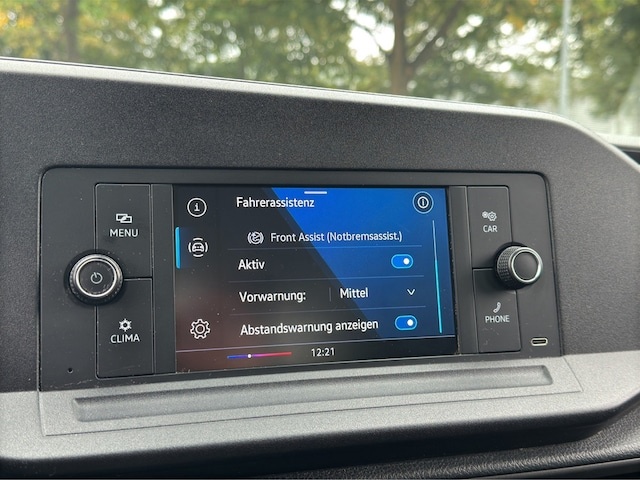 Fahrerassistenz
MENU
CAR
Front Assist (Notbremsassist.)
Aktiv
Vorwarnung: Mittel
CLIMA
PHONE
Abstandswarnung anzeigen
12:21